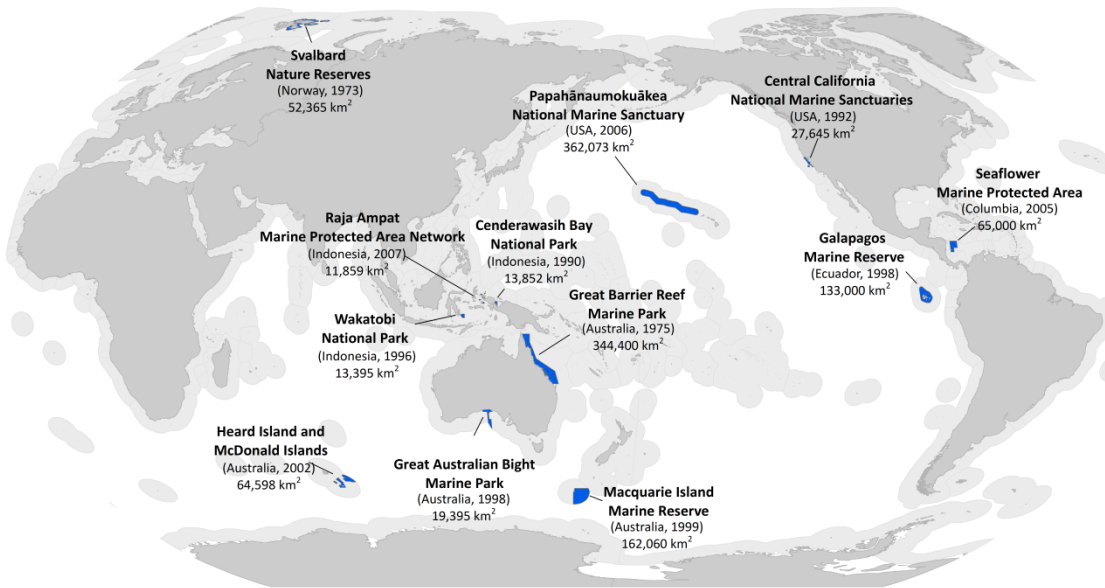 Svalbard
Nature Reserves
(Norway, 1973)
52,365 km²
Papahānaumokuākea
National Marine Sanctuary
(USA, 2006)
362,073 km²
Central California
National Marine Sanctuaries
(USA, 1992)
27,645 km²
Seaflower
Marine Protected Area
(Columbia, 2005)
65,000 km²
Raja Ampat
Marine Protected Area Network
(Indonesia, 2007)
11,859 km²
Cenderawasih Bay
National Park
(Indonesia, 1990)
13,852 km²
Galapagos
Marine Reserve
(Ecuador, 1998)
133,000 km²
Great Barrier Reef
Marine Park
(Australia, 1975)
344,400 km²
Wakatobi
National Park
(Indonesia, 1996)
13,395 km²
Heard Island and
McDonald Islands
(Australia, 2002)
64,598 km²
Great Australian Bight
Marine Park
(Australia, 1998)
19,395 km²
Macquarie Island
Marine Reserve
(Australia, 1999)
162,060 km²